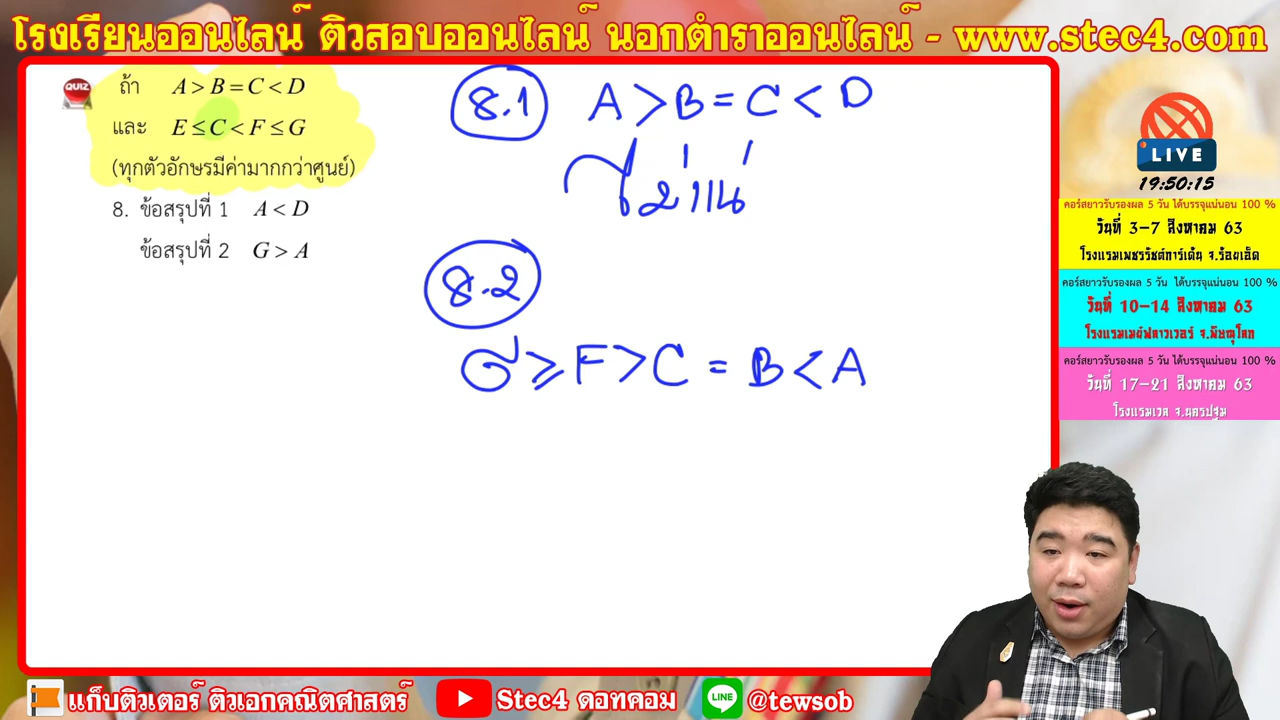 โรงเรียนออนไลน์ ติวสอบออนไลน์ นอกตำราออนไลน์ - www.stec4.com
QUIZ
ถ้า A > B = C < D
และ E ≤ C < F ≤ G
(ทุกตัวอักษรมีค่ามากกว่าศูนย์)
8. ข้อสรุปที่ 1 A < D
ข้อสรุปที่ 2 G > A
8.1 A > B = C < D
8.2
G ≥ F > C = B < A
LIVE
19:50:15
คอร์สยาวรับรองผล 5 วัน ได้บรรจุแน่นอน 100 %
วันที่ 3-7 สิงหาคม 63
โรงแรมเพชรรัชต์การ์เด้น จ.ร้อยเอ็ด
คอร์สยาวรับรองผล 5 วัน ได้บรรจุแน่นอน 100 %
วันที่ 10-14 สิงหาคม 63
โรงแรมเมย์ฟลาวเวอร์ จ.พิษณุโลก
คอร์สยาวรับรองผล 5 วัน ได้บรรจุแน่นอน 100 %
วันที่ 17-21 สิงหาคม 63
โรงแรมเวล จ.นครปฐม
แก๊ปติวเตอร์ ติวเอกคณิตศาสตร์
Stec4 ดอทคอม
LINE
@tewsob